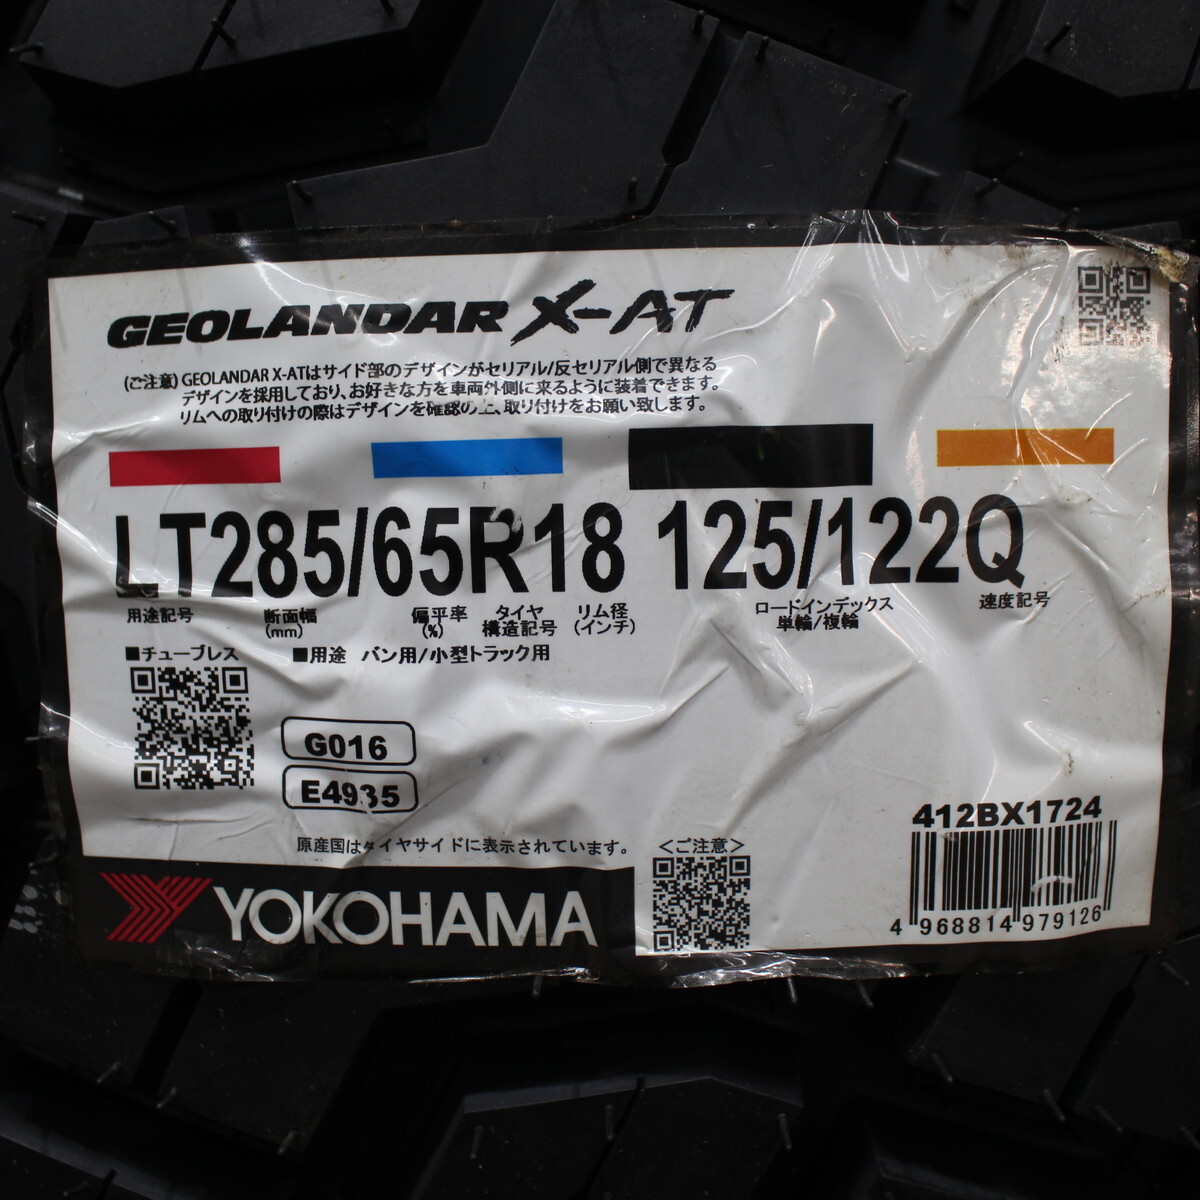 GEOLANDAR X-AT
(ご注意) GEOLANDAR X-ATはサイド部のデザインがセリアル/反セリアル側で異なる
デザインを採用しており、お好きな方を車両外側に来るように装着できます。
リムへの取り付けの際はデザインを確認の上、取り付けをお願い致します。
LT285/65R18 125/122Q
用途記号 断面幅 偏平率 タイヤ リム径 ロードインデックス 速度記号
(mm) (%) 構造記号 (インチ) 単輪/複輪
■チューブレス ■用途 バン用/小型トラック用
G016
E4935
原産国はタイヤサイドに表示されています。
<ご注意>
412BX1724
4 968814 979126
YOKOHAMA